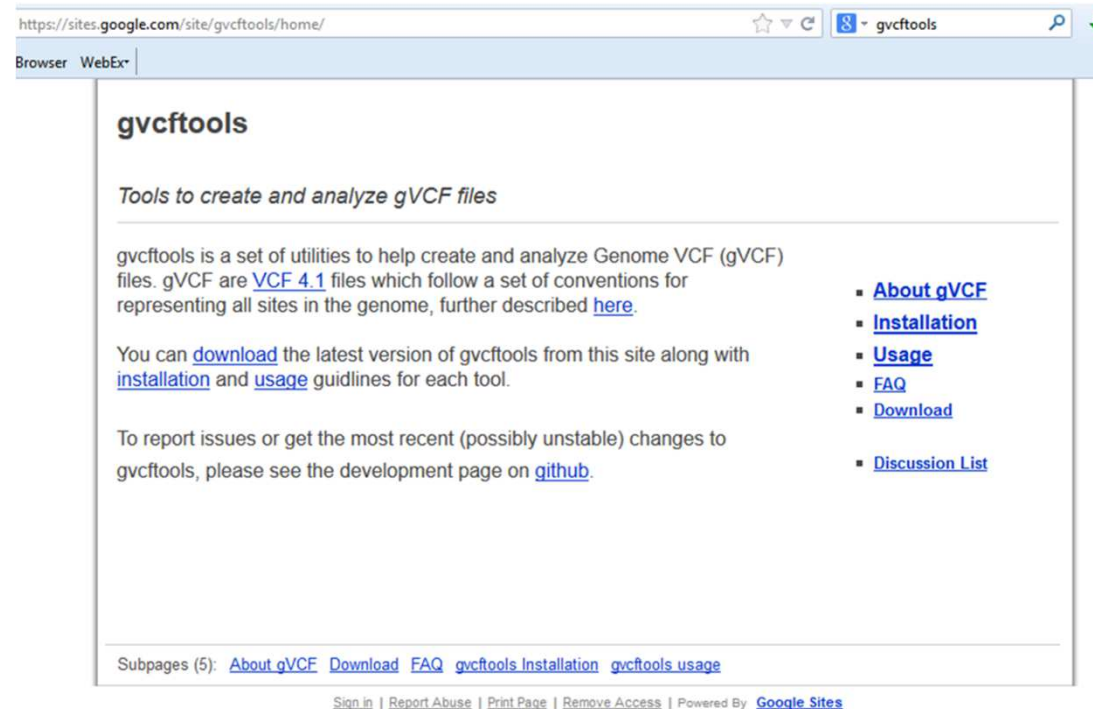 https://sites.google.com/site/gvcftools/home/
gvcftools
Browser WebEx
gvcftools
Tools to create and analyze gVCF files
gvcftools is a set of utilities to help create and analyze Genome VCF (gVCF)
files. gVCF are VCF 4.1 files which follow a set of conventions for
representing all sites in the genome, further described here.
You can download the latest version of gvcftools from this site along with
installation and usage guidlines for each tool.
To report issues or get the most recent (possibly unstable) changes to
gvcftools, please see the development page on github.
About gVCF
Installation
Usage
FAQ
Download
Discussion List
Subpages (5): About gVCF Download FAQ gvcftools Installation gvcftools usage
Sign in | Report Abuse | Print Page | Remove Access | Powered By Google Sites